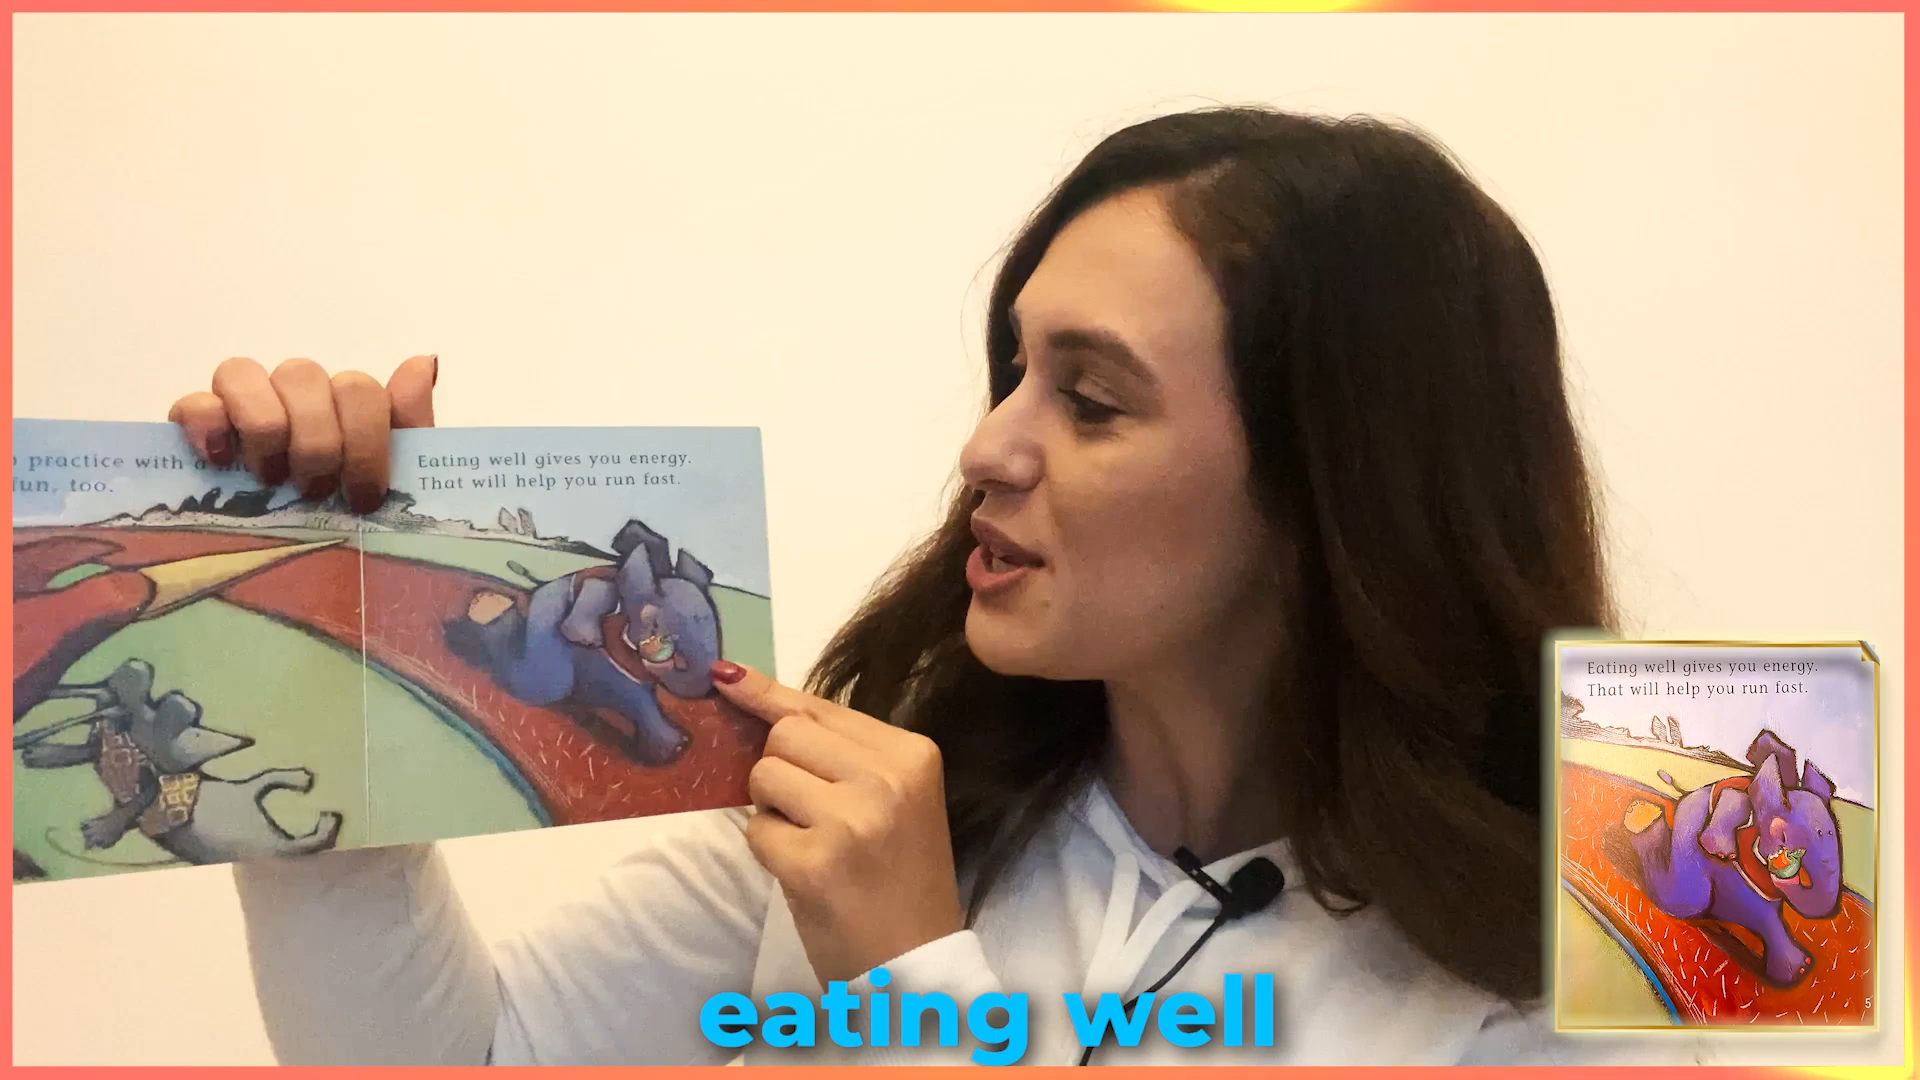 practice with a
fun, too.
Eating well gives you energy.
That will help you run fast.
Eating well gives you energy.
That will help you run fast.
5
eating well